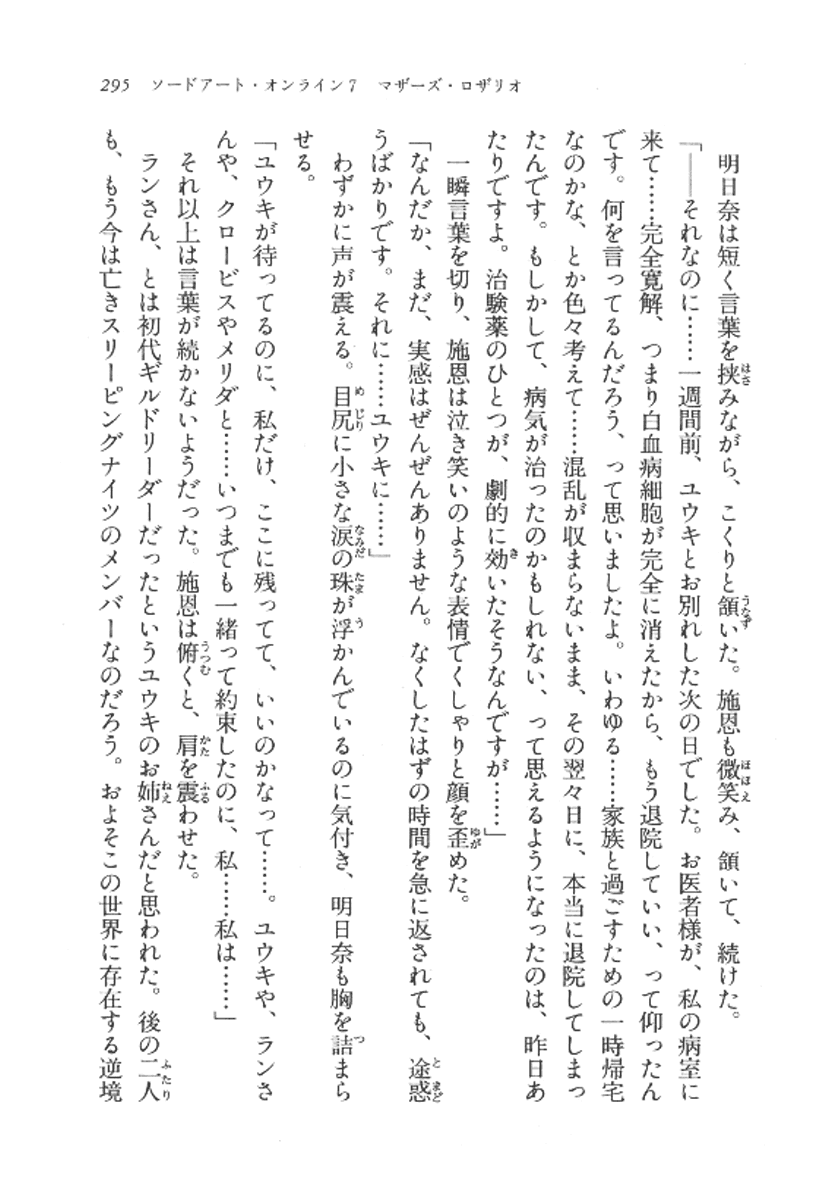 295 ソードアート・オンライン7 マザーズ・ロザリオ
明日奈は短く言葉を挟みながら、こくりと頷いた。施恩も微笑み、頷いて、続けた。
「――それなのに……一週間前、ユウキとお別れした次の日でした。お医者様が、私の病室に
来て……完全寛解、つまり白血病細胞が完全に消えたから、もう退院していい、って仰ったん
です。何を言ってるんだろう、って思いましたよ。いわゆる……家族と過ごすための一時帰宅
なのかな、とか色々考えて……混乱が収まらないまま、その翌々日に、本当に退院してしまっ
たんです。もしかして、病気が治ったのかもしれない、って思えるようになったのは、昨日あ
たりですよ。治験薬のひとつが、劇的に効いたそうなんですが……」
一瞬言葉を切り、施恩は泣き笑いのような表情でくしゃりと顔を歪めた。
「なんだか、まだ、実感はぜんぜんありません。なくしたはずの時間を急に返されても、途惑
うばかりです。それに……ユウキに……」
わずかに声が震える。目尻に小さな涙の珠が浮かんでいるのに気付き、明日奈も胸を詰まら
せる。
「ユウキが待ってるのに、私だけ、ここに残ってて、いいのかなって……。ユウキや、ランさ
んや、クロービスやメリダと……いつまでも一緒って約束したのに、私……私は……」
それ以上は言葉が続かないようだった。施恩は俯くと、肩を震わせた。
ランさん、とは初代ギルドリーダーだったというユウキのお姉さんだと思われた。後の二人
も、もう今は亡きスリーピングナイツのメンバーなのだろう。およそこの世界に存在する逆境